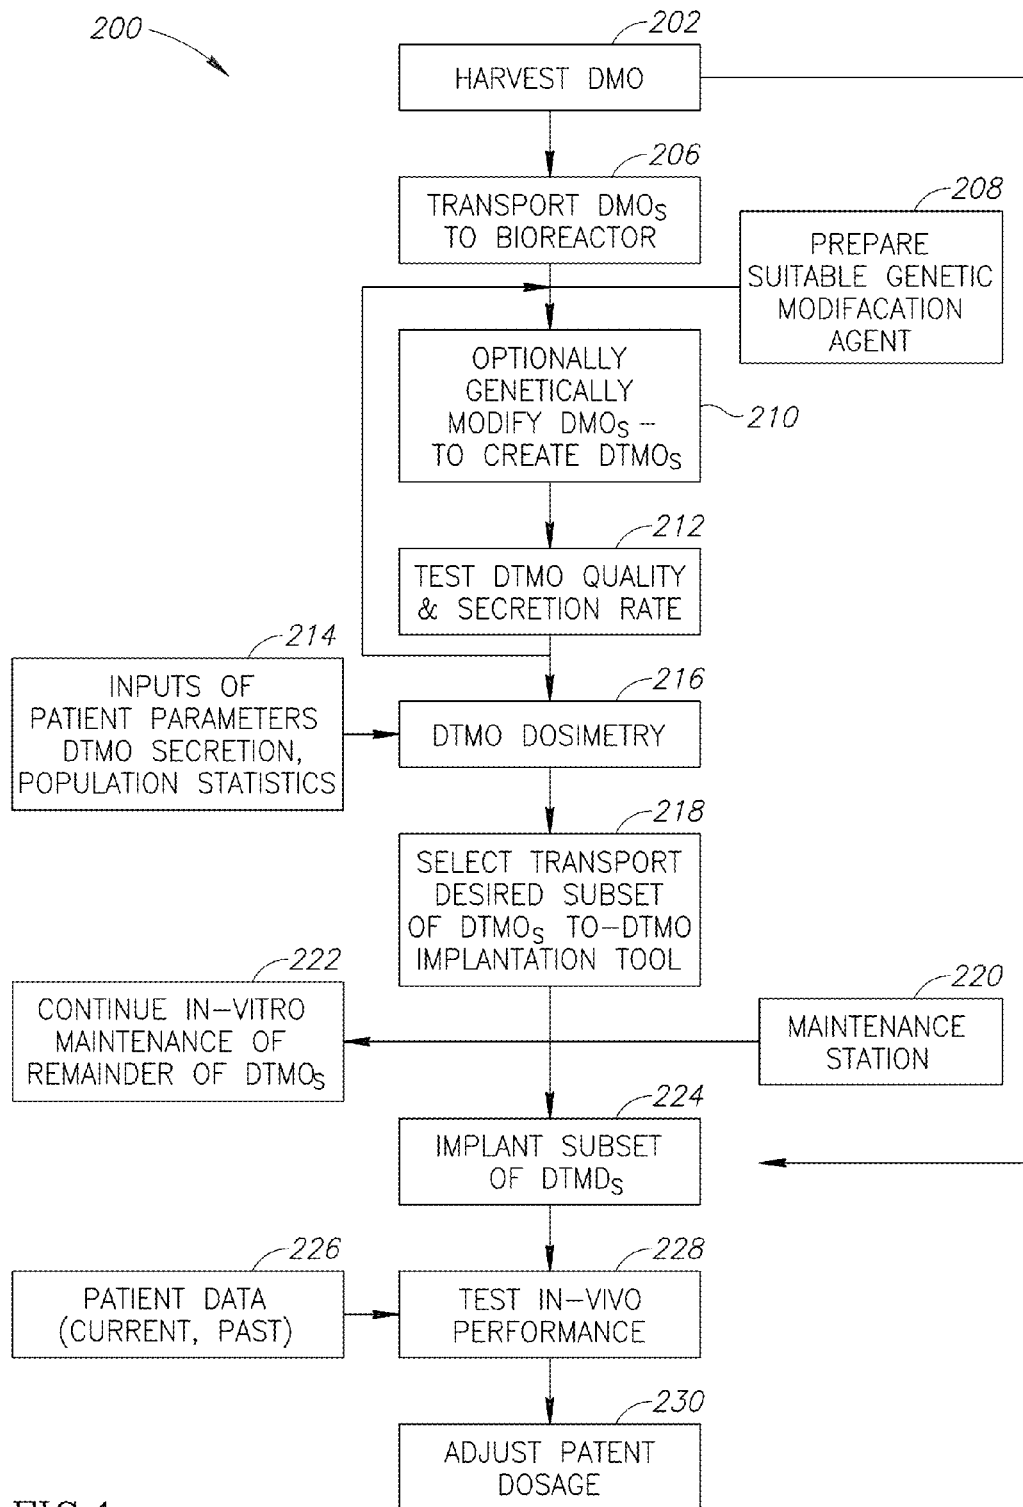 200
202
HARVEST DMO
206
TRANSPORT DMOS
TO BIOREACTOR
208
PREPARE
SUITABLE GENETIC
MODIFACATION
AGENT
OPTIONALLY
GENETICALLY
MODIFY DMOS –
TO CREATE DTMOS
210
212
TEST DTMO QUALITY
& SECRETION RATE
214
INPUTS OF
PATIENT PARAMETERS
DTMO SECRETION,
POPULATION STATISTICS
216
DTMO DOSIMETRY
218
SELECT TRANSPORT
DESIRED SUBSET
OF DTMOS TO–DTMO
IMPLANTATION TOOL
222
CONTINUE IN–VITRO
MAINTENANCE OF
REMAINDER OF DTMOS
220
MAINTENANCE
STATION
224
IMPLANT SUBSET
OF DTMDS
226
PATIENT DATA
(CURRENT, PAST)
228
TEST IN–VIVO
PERFORMANCE
230
ADJUST PATENT
DOSAGE